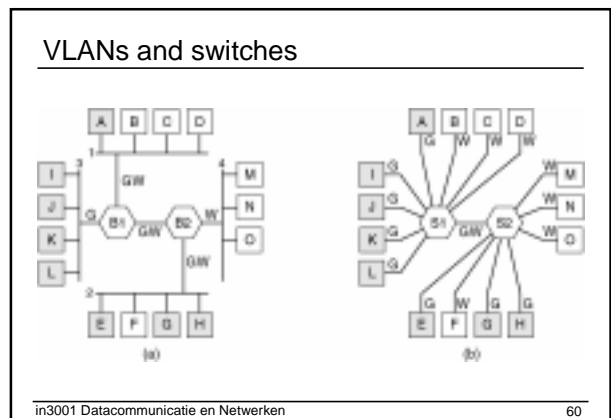 VLANs and switches
A B C D
1
3 4
GW
I J K L
G B1 GW B2 W
M N O
GW
2
E F G H
(a)
A B C D
G W W W
I J K L
G G G G
S1 GW S2
W W W
M N O
G W G G
E F G H
(b)
in3001 Datacommunicatie en Netwerken 60